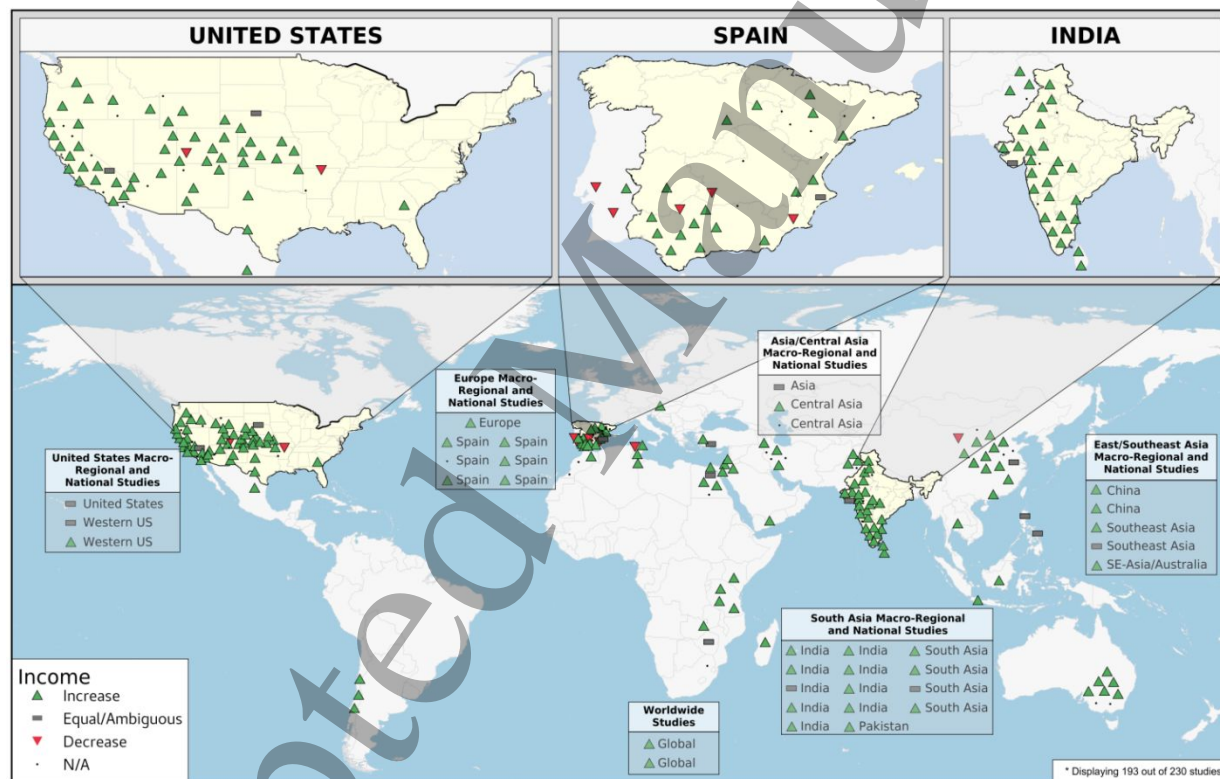 UNITED STATES
SPAIN
INDIA
Asia/Central Asia
Macro-Regional and
National Studies
Asia
Central Asia
Central Asia
Europe Macro-
Regional and
National Studies
Europe
Spain Spain
Spain Spain
Spain Spain
Spain Spain
United States Macro-
Regional and
National Studies
United States
Western US
Western US
East/Southeast Asia
Macro-Regional and
National Studies
China
China
Southeast Asia
Southeast Asia
SE-Asia/Australia
South Asia Macro-Regional
and National Studies
India India South Asia
India India South Asia
India India South Asia
India India South Asia
India Pakistan
Worldwide
Studies
Global
Global
Income
Increase
Equal/Ambiguous
Decrease
N/A
* Displaying 193 out of 230 studies
pted Manu